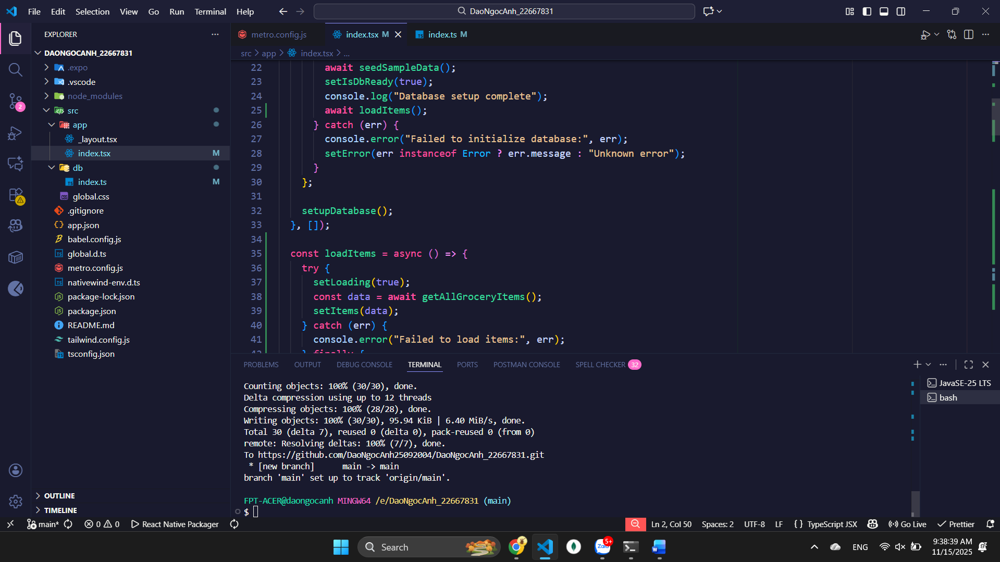 File Edit Selection View Go Run Terminal Help
DaoNgocAnh_22667831
EXPLORER
DAONGOCANH_22667831
.expo
.vscode
node_modules
src
app
_layout.tsx
index.tsx M
db
index.ts M
global.css
.gitignore
app.json
babel.config.js
global.d.ts
metro.config.js
nativewind-env.d.ts
package-lock.json
package.json
README.md
tailwind.config.js
tsconfig.json
OUTLINE
TIMELINE
metro.config.js index.tsx M index.ts M
src > app > index.tsx > ...
22 await seedSampleData();
23 setIsDbReady(true);
24 console.log("Database setup complete");
25 await loadItems();
26 } catch (err) {
27 console.error("Failed to initialize database:", err);
28 setError(err instanceof Error ? err.message : "Unknown error");
29 }
30 };
31
32 setupDatabase();
33 }, []);
34
35 const loadItems = async () => {
36 try {
37 setLoading(true);
38 const data = await getAllGroceryItems();
39 setItems(data);
40 } catch (err) {
41 console.error("Failed to load items:", err);
42 } finally {
PROBLEMS OUTPUT DEBUG CONSOLE TERMINAL PORTS POSTMAN CONSOLE SPELL CHECKER 32
Counting objects: 100% (30/30), done.
Delta compression using up to 12 threads
Compressing objects: 100% (28/28), done.
Writing objects: 100% (30/30), 95.94 KiB | 6.40 MiB/s, done.
Total 30 (delta 7), reused 0 (delta 0), pack-reused 0 (from 0)
remote: Resolving deltas: 100% (7/7), done.
To https://github.com/DaoNgocAnh25092004/DaoNgocAnh_22667831.git
* [new branch] main -> main
branch 'main' set up to track 'origin/main'.
FPT-ACER@daongocanh MINGW64 /e/DaoNgocAnh_22667831 (main)
$
JavaSE-25 LTS
bash
2
main* 0 0 React Native Packager
Ln 2, Col 50 Spaces: 2 UTF-8 LF {} TypeScript JSX Go Live Prettier
Search
Zalo 5+
ENG
9:38:39 AM
11/15/2025